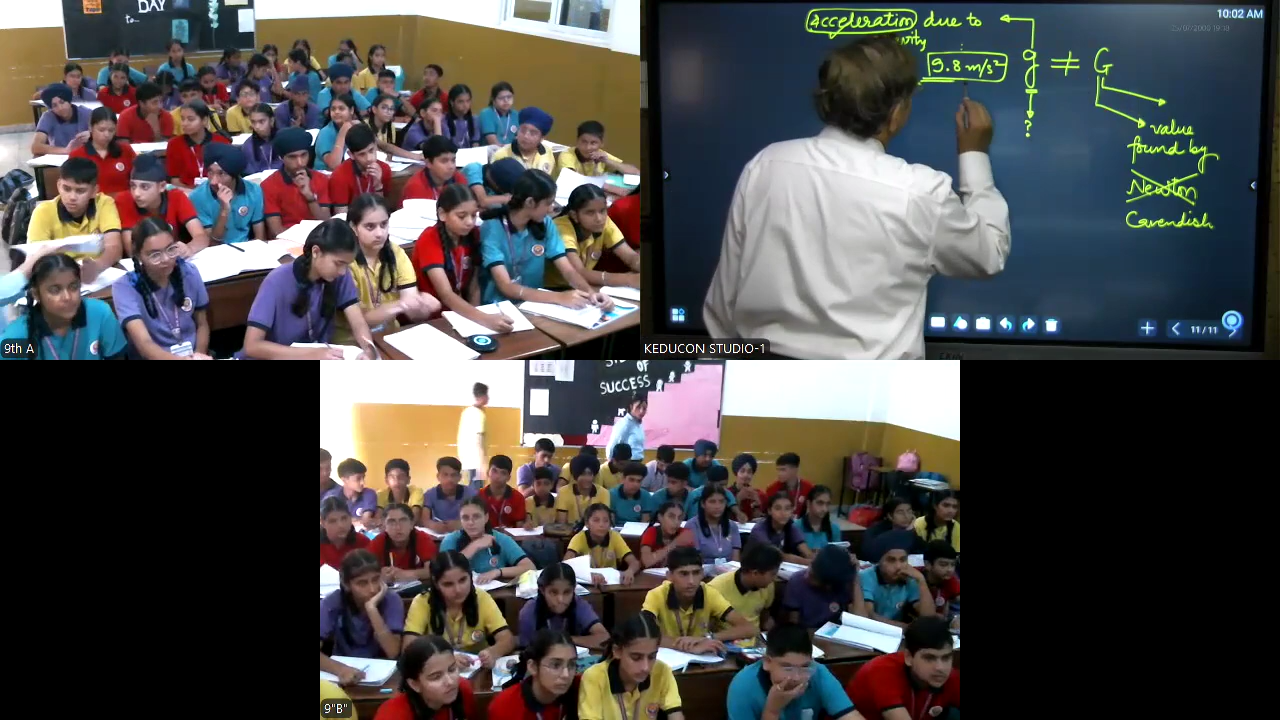 DAY
to...
9th A
10:02 AM
Acceleration due to
9.8 m/s²
g ≠ G
?
value
found by
Newton
Cavendish
11/11
KEDUCON STUDIO-1
OF
SUCCESS
9"B"